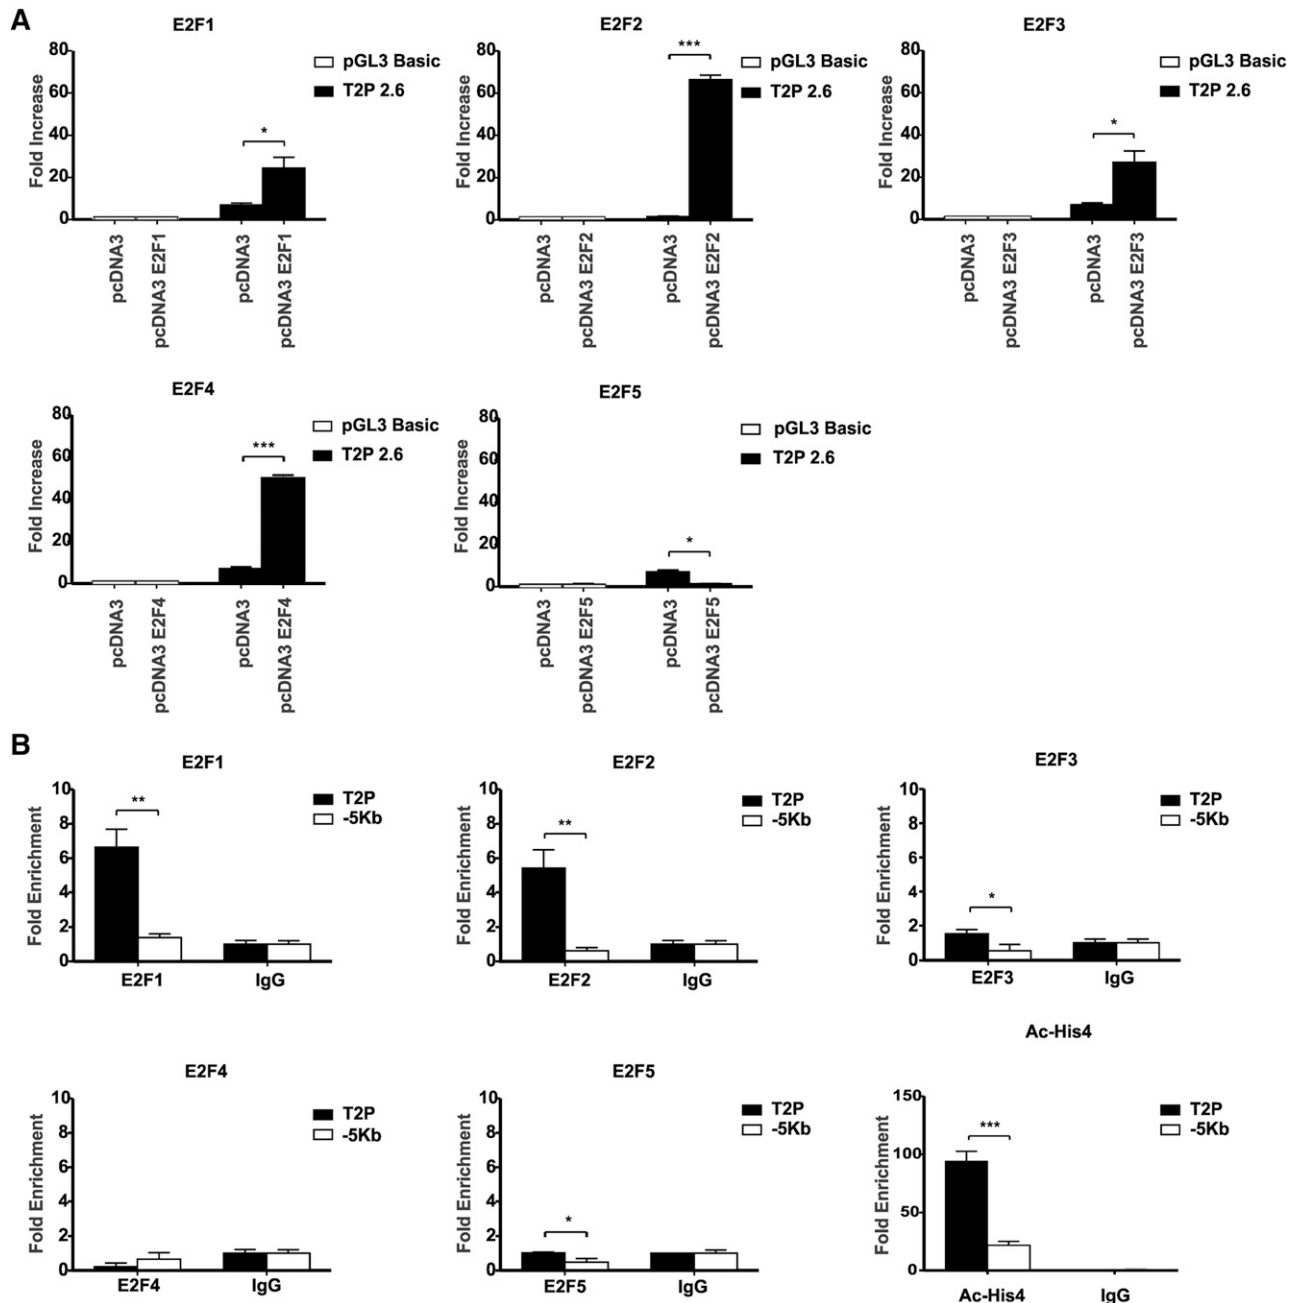 A
E2F1
80
60
40
20
0
Fold Increase
pGL3 Basic
T2P 2.6
*
pcDNA3
pcDNA3 E2F1
pcDNA3
pcDNA3 E2F1
E2F2
80
60
40
20
0
Fold Increase
pGL3 Basic
T2P 2.6
***
pcDNA3
pcDNA3 E2F2
pcDNA3
pcDNA3 E2F2
E2F3
80
60
40
20
0
Fold Increase
pGL3 Basic
T2P 2.6
*
pcDNA3
pcDNA3 E2F3
pcDNA3
pcDNA3 E2F3
E2F4
80
60
40
20
0
Fold Increase
pGL3 Basic
T2P 2.6
***
pcDNA3
pcDNA3 E2F4
pcDNA3
pcDNA3 E2F4
E2F5
80
60
40
20
0
Fold Increase
pGL3 Basic
T2P 2.6
*
pcDNA3
pcDNA3 E2F5
pcDNA3
pcDNA3 E2F5
B
E2F1
10
8
6
4
2
0
Fold Enrichment
T2P
-5Kb
**
E2F1
IgG
E2F2
10
8
6
4
2
0
Fold Enrichment
T2P
-5Kb
**
E2F2
IgG
E2F3
10
8
6
4
2
0
Fold Enrichment
T2P
-5Kb
*
E2F3
IgG
E2F4
10
8
6
4
2
0
Fold Enrichment
T2P
-5Kb
E2F4
IgG
E2F5
10
8
6
4
2
0
Fold Enrichment
T2P
-5Kb
*
E2F5
IgG
Ac-His4
150
100
50
0
Fold Enrichment
T2P
-5Kb
***
Ac-His4
IgG